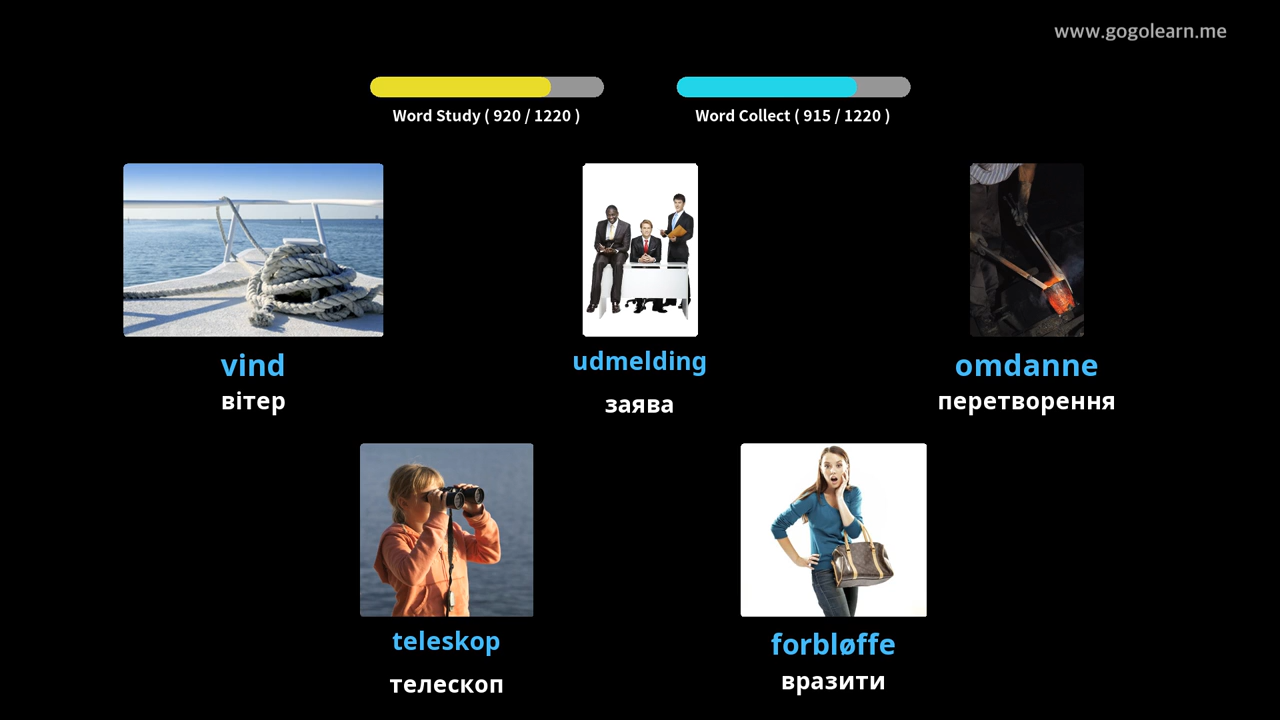 www.gogolearn.me
Word Study ( 920 / 1220 )
Word Collect ( 915 / 1220 )
vind
вітер
udmelding
заява
omdanne
перетворення
teleskop
телескоп
forbløffe
вразити